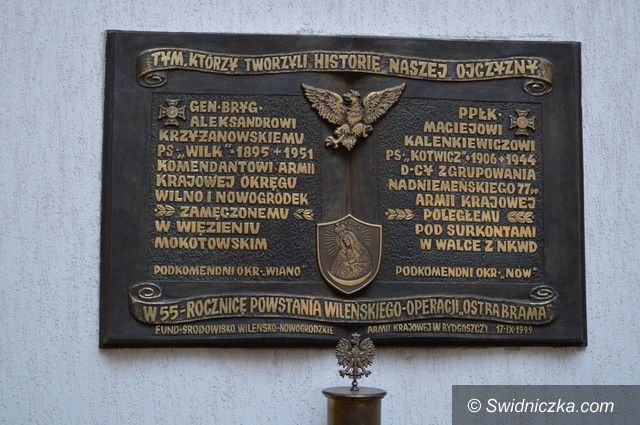 TYM, KTÓRZY TWORZYLI HISTORIĘ NASZEJ OJCZYZNY
GEN·BRYG·
ALEKSANDROWI
KRZYŻANOWSKIEMU
PS·„WILK"·1895+1951
KOMENDANTOWI ARMII
KRAJOWEJ OKRĘGU
WILNO I NOWOGRÓDEK
ZAMĘCZONEMU
W WIĘZIENIU
MOKOTOWSKIM
PODKOMENDNI OKR·„WIANO"
PPŁK·
MACIEJOWI
KALENKIEWICZOWI
PS·„KOTWICZ"·1906+1944
D-CY ZGRUPOWANIA
NADNIEMEŃSKIEGO 77„
ARMII KRAJOWEJ
POLEGŁEMU
POD SURKONTAMI
W WALCE Z NKWD
PODKOMENDNI OKR·„NÓW"
W 55-ROCZNICĘ POWSTANIA WILEŃSKIEGO-OPERACJI „OSTRA BRAMA"
FUND·ŚRODOWISKO WILEŃSKO-NOWOGRÓDZKIE ARMII KRAJOWEJ W BYDGOSZCZY 17·IX·1999
© Swidniczka.com